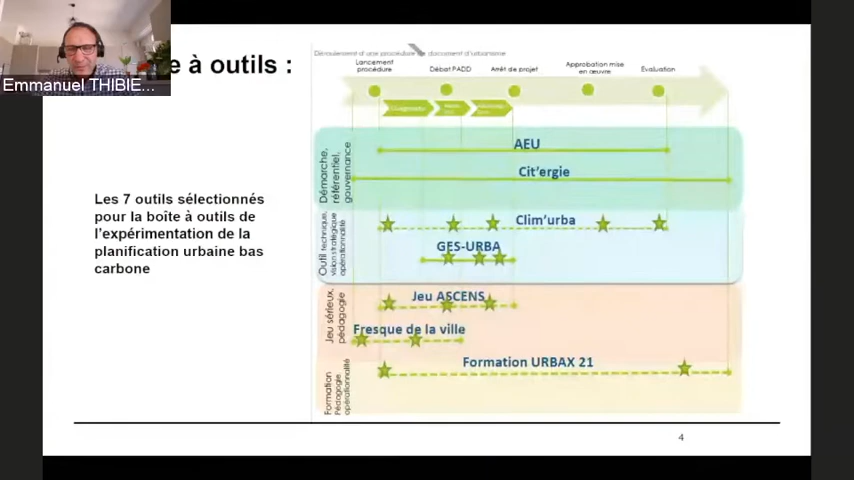 e à outils :
Emmanuel THIBIE...
Déroulement d'une procédure de document d'urbanisme
Lancement
procédure
Débat PADD
Arrêt de projet
Approbation mise
en œuvre
Évaluation
Diagnostic
Démarche,
référentiel,
gouvernance
AEU
Cit'ergie
Les 7 outils sélectionnés
pour la boîte à outils de
l'expérimentation de la
planification urbaine bas
carbone
Outil technique,
vision stratégique
opérationnalité
Clim'urba
GES-URBA
Jeu sérieux,
pédagogie
Jeu ASCENS
Fresque de la ville
Formation
Pédagogie
opérationnalité
Formation URBAX 21
4